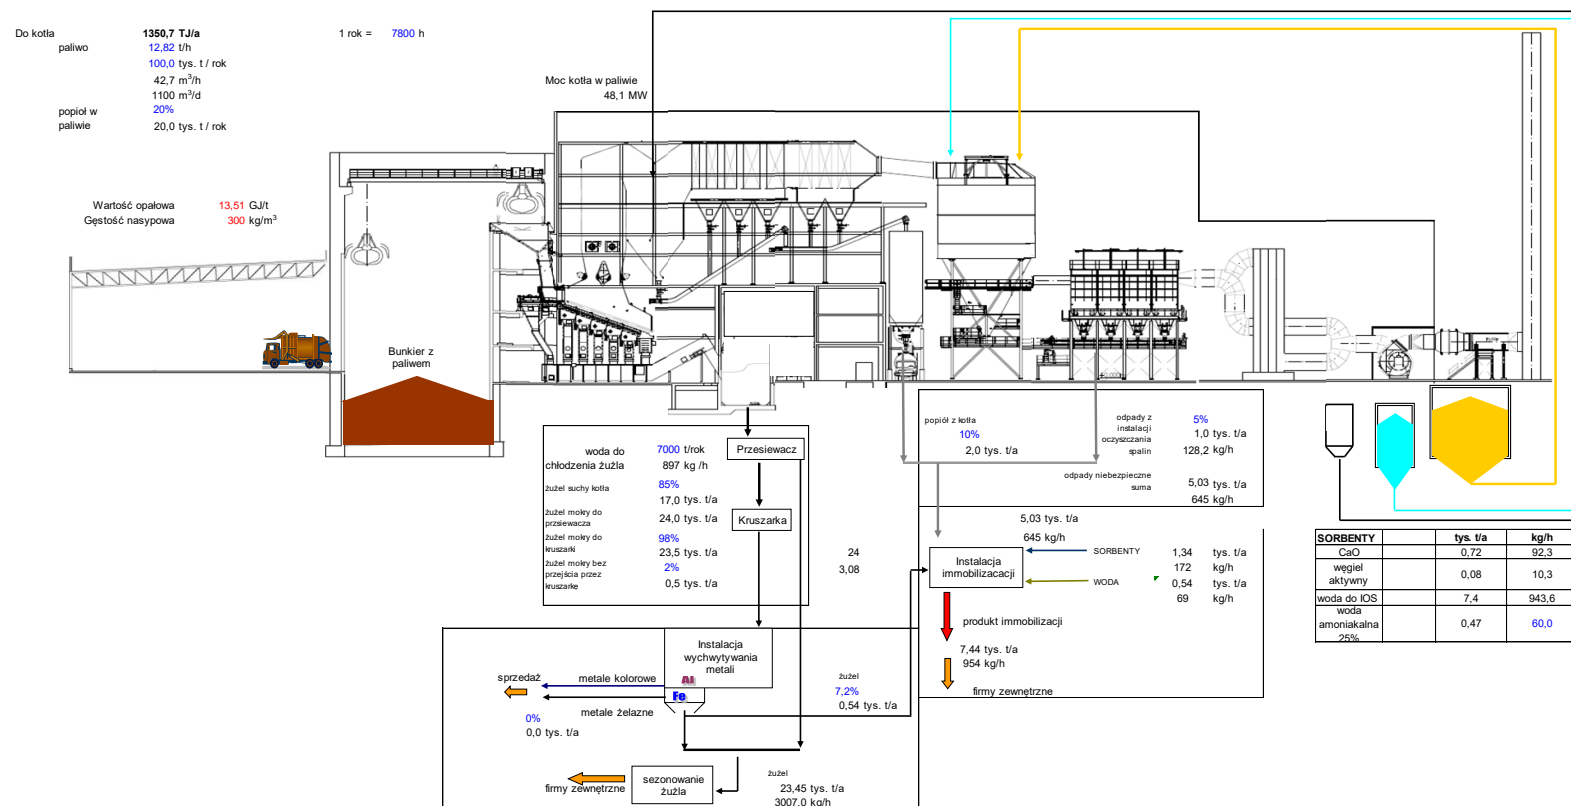 Do kotła 1350,7 TJ/a 1 rok = 7800 h
paliwo 12,82 t/h
100,0 tys. t / rok
42,7 m³/h
1100 m³/d
popiół w 20%
paliwie 20,0 tys. t / rok
Moc kotła w paliwie
48,1 MW
Wartość opałowa 13,51 GJ/t
Gęstość nasypowa 300 kg/m³
Bunkier z
paliwem
woda do 7000 t/rok
chłodzenia żużla 897 kg /h
żużel suchy kotła 85%
17,0 tys. t/a
żużel mokry do
przsiewacza 24,0 tys. t/a
żużel mokry do 98%
kruszarki 23,5 tys. t/a
żużel mokry bez 2%
przejścia przez
kruszarkę 0,5 tys. t/a
Przesiewacz
Kruszarka
24
3,08
popiół z kotła
10%
2,0 tys. t/a
odpady z 5%
instalacji 1,0 tys. t/a
oczyszczania
spalin 128,2 kg/h
odpady niebezpieczne
suma 5,03 tys. t/a
645 kg/h
5,03 tys. t/a
645 kg/h
Instalacja
immobilizacacji
SORBENTY 1,34 tys. t/a
172 kg/h
WODA 0,54 tys. t/a
69 kg/h
produkt immobilizacji
7,44 tys. t/a
954 kg/h
firmy zewnętrzne
SORBENTY tys. t/a kg/h
CaO 0,72 92,3
węgiel
aktywny 0,08 10,3
woda do IOS 7,4 943,6
woda
amoniakalna 0,47 60,0
25%
Instalacja
wychwytywania
metali
Al
Fe
sprzedaż metale kolorowe
metale żelazne
0%
0,0 tys. t/a
żużel
7,2%
0,54 tys. t/a
sezonowanie
żużla
firmy zewnętrzne
żużel
23,45 tys. t/a
3007,0 kg/h